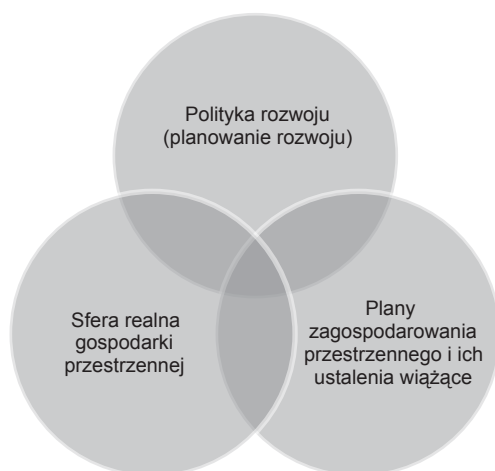 Polityka rozwoju
(planowanie rozwoju)
Sfera realna
gospodarki
przestrzennej
Plany
zagospodarowania
przestrzennego i ich
ustalenia wiążące